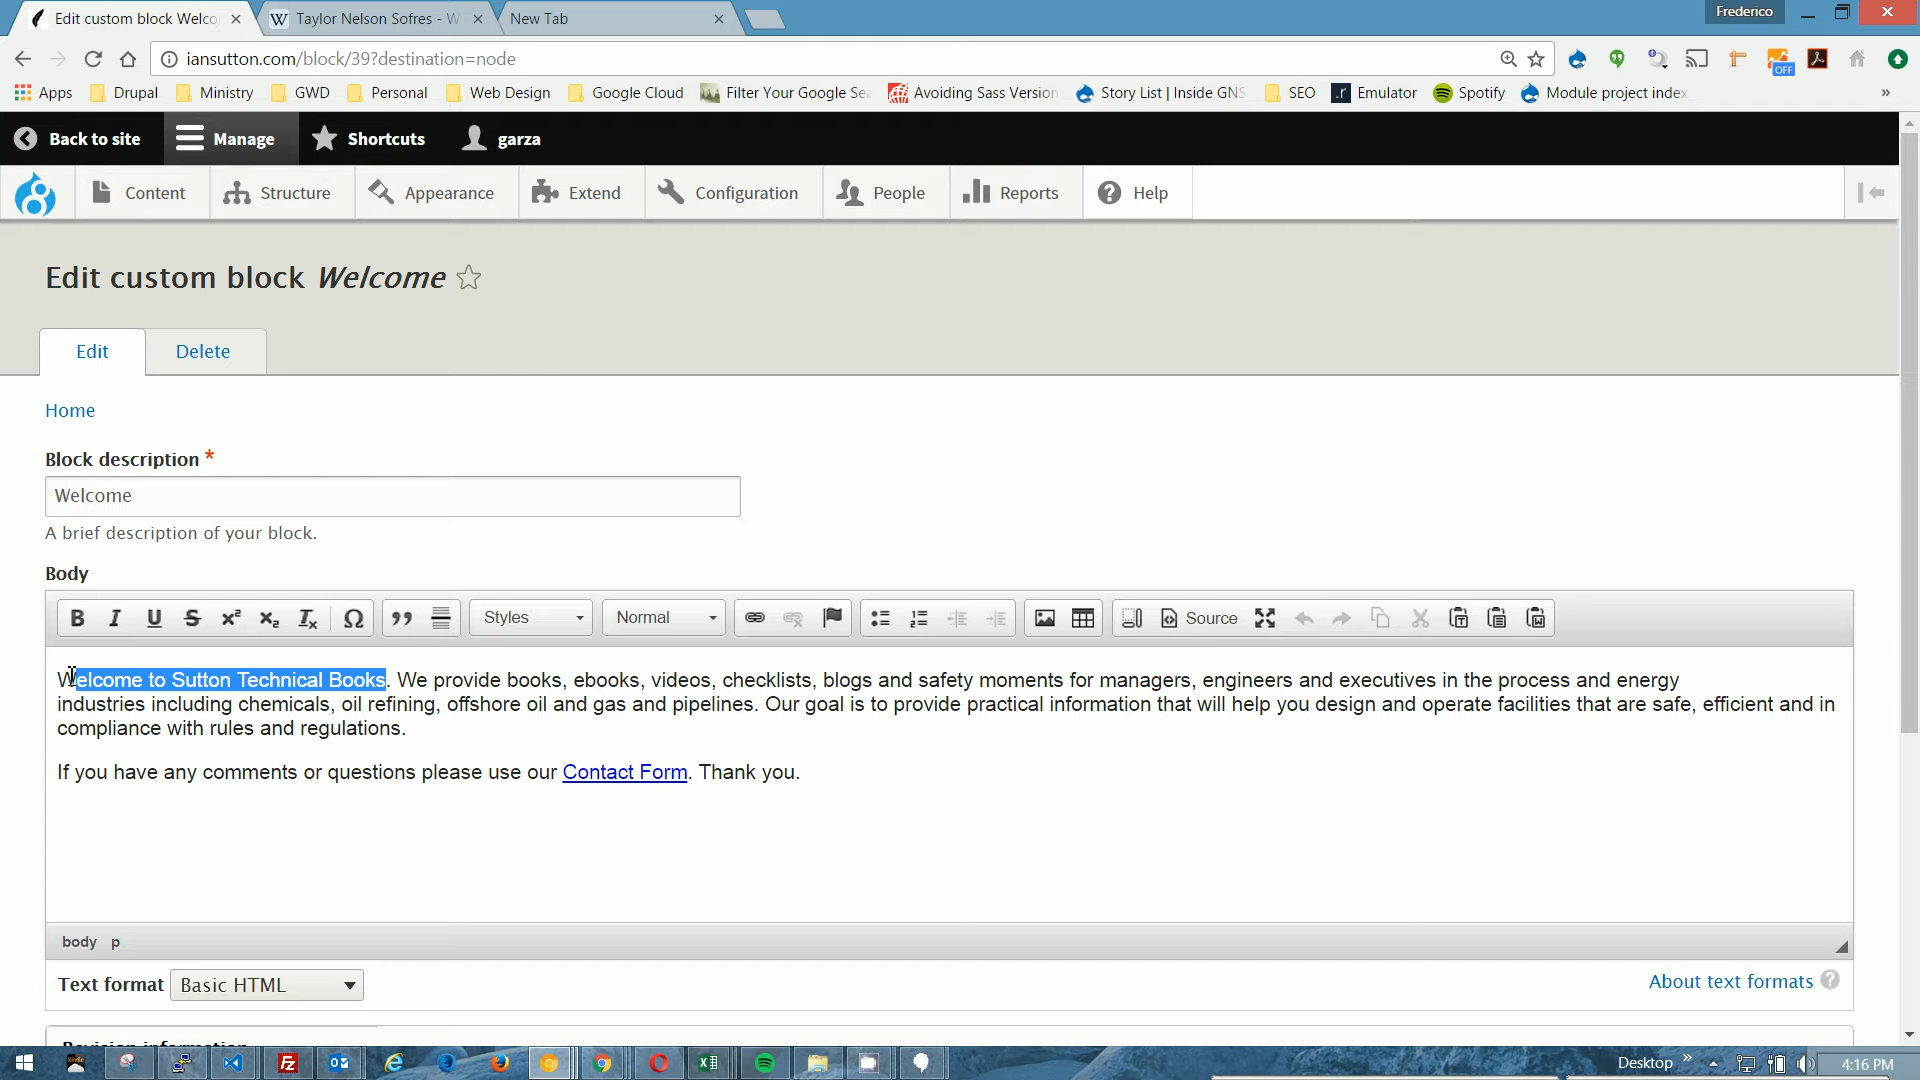 Edit custom block Welco
Taylor Nelson Sofres - W
New Tab
Frederico
iansutton.com/block/39?destination=node
OFF
Apps
Drupal
Ministry
GWD
Personal
Web Design
Google Cloud
Filter Your Google Sea
Avoiding Sass Version
Story List | Inside GNS
SEO
.r
Emulator
Spotify
Module project index
»
Back to site
Manage
Shortcuts
garza
Content
Structure
Appearance
Extend
Configuration
People
Reports
Help
Edit custom block Welcome
Edit
Delete
Home
Block description *
Welcome
A brief description of your block.
Body
Styles
Normal
Source
Welcome to Sutton Technical Books. We provide books, ebooks, videos, checklists, blogs and safety moments for managers, engineers and executives in the process and energy
industries including chemicals, oil refining, offshore oil and gas and pipelines. Our goal is to provide practical information that will help you design and operate facilities that are safe, efficient and in
compliance with rules and regulations.
If you have any comments or questions please use our Contact Form. Thank you.
body p
Text format
Basic HTML
About text formats
Revision information
Desktop
»
4:16 PM